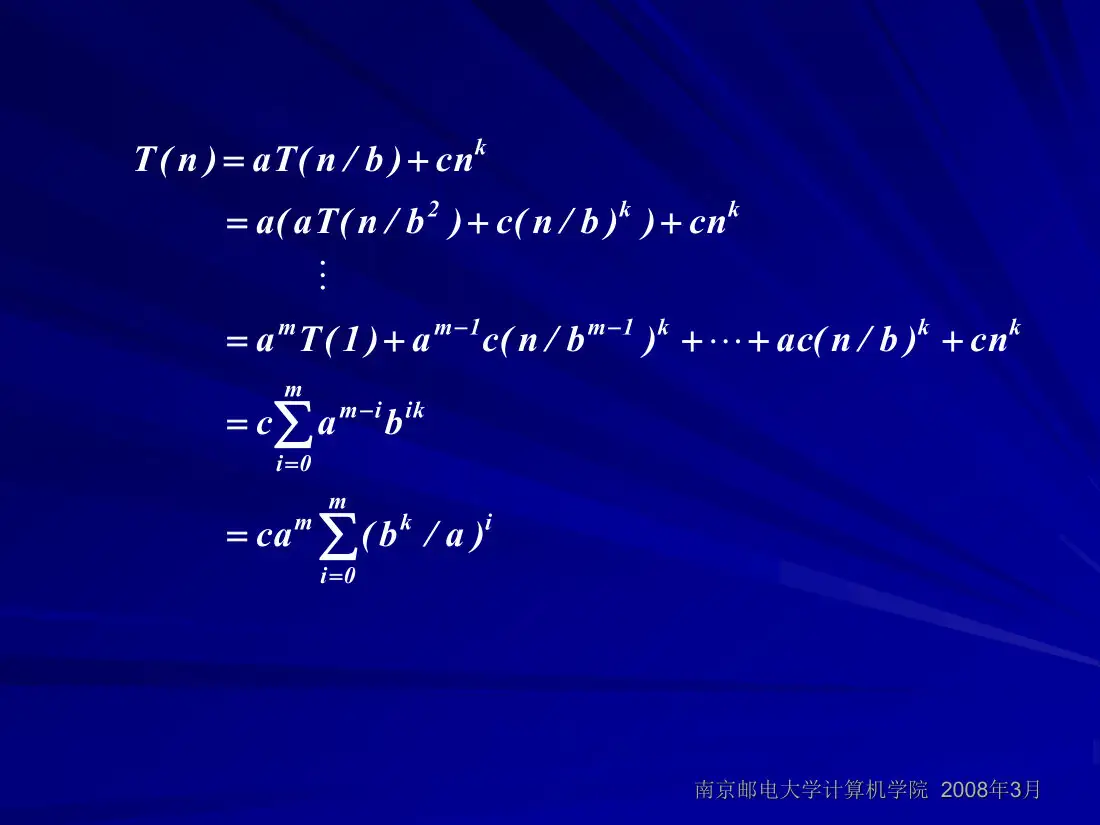 T(n)=aT(n/b)+cn^k
=a(aT(n/b^2)+c(n/b)^k)+cn^k
⋮
=a^mT(1)+a^{m-1}c(n/b^{m-1})^k+⋯+ac(n/b)^k+cn^k
=c∑_{i=0}^{m}a^{m-i}b^{ik}
=ca^m∑_{i=0}^{m}(b^k/a)^i
南京邮电大学计算机学院 2008年3月